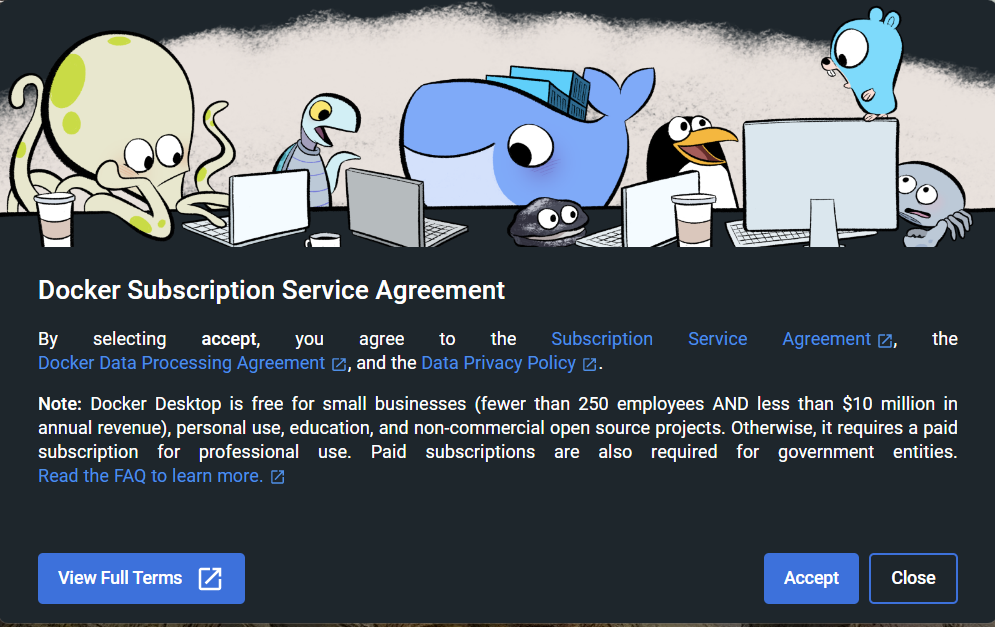 Docker Subscription Service Agreement
By selecting accept, you agree to the Subscription Service Agreement, the
Docker Data Processing Agreement, and the Data Privacy Policy.
Note: Docker Desktop is free for small businesses (fewer than 250 employees AND less than $10 million in
annual revenue), personal use, education, and non-commercial open source projects. Otherwise, it requires a paid
subscription for professional use. Paid subscriptions are also required for government entities.
Read the FAQ to learn more.
View Full Terms
Accept
Close